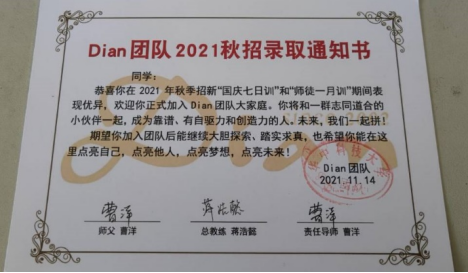 Dian团队2021秋招录取通知书
同学：
恭喜你在 2021 年秋季招新“国庆七日训”和“师徒一月训”期间表
现优异，欢迎你正式加入 Dian团队大家庭。你将和一群志同道合的
小伙伴一起，成为靠谱、有自驱力和创造力的人，未来，我们一起拼！
期望你加入团队后能继续大胆探索、踏实求真，也希望你能在这
里点亮自己，点亮他人，点亮梦想，点亮未来！
Dian团队
2021.11.14
曹洋
蒋浩懿
曹洋
师父 曹洋
总教练 蒋浩懿
责任导师 曹洋